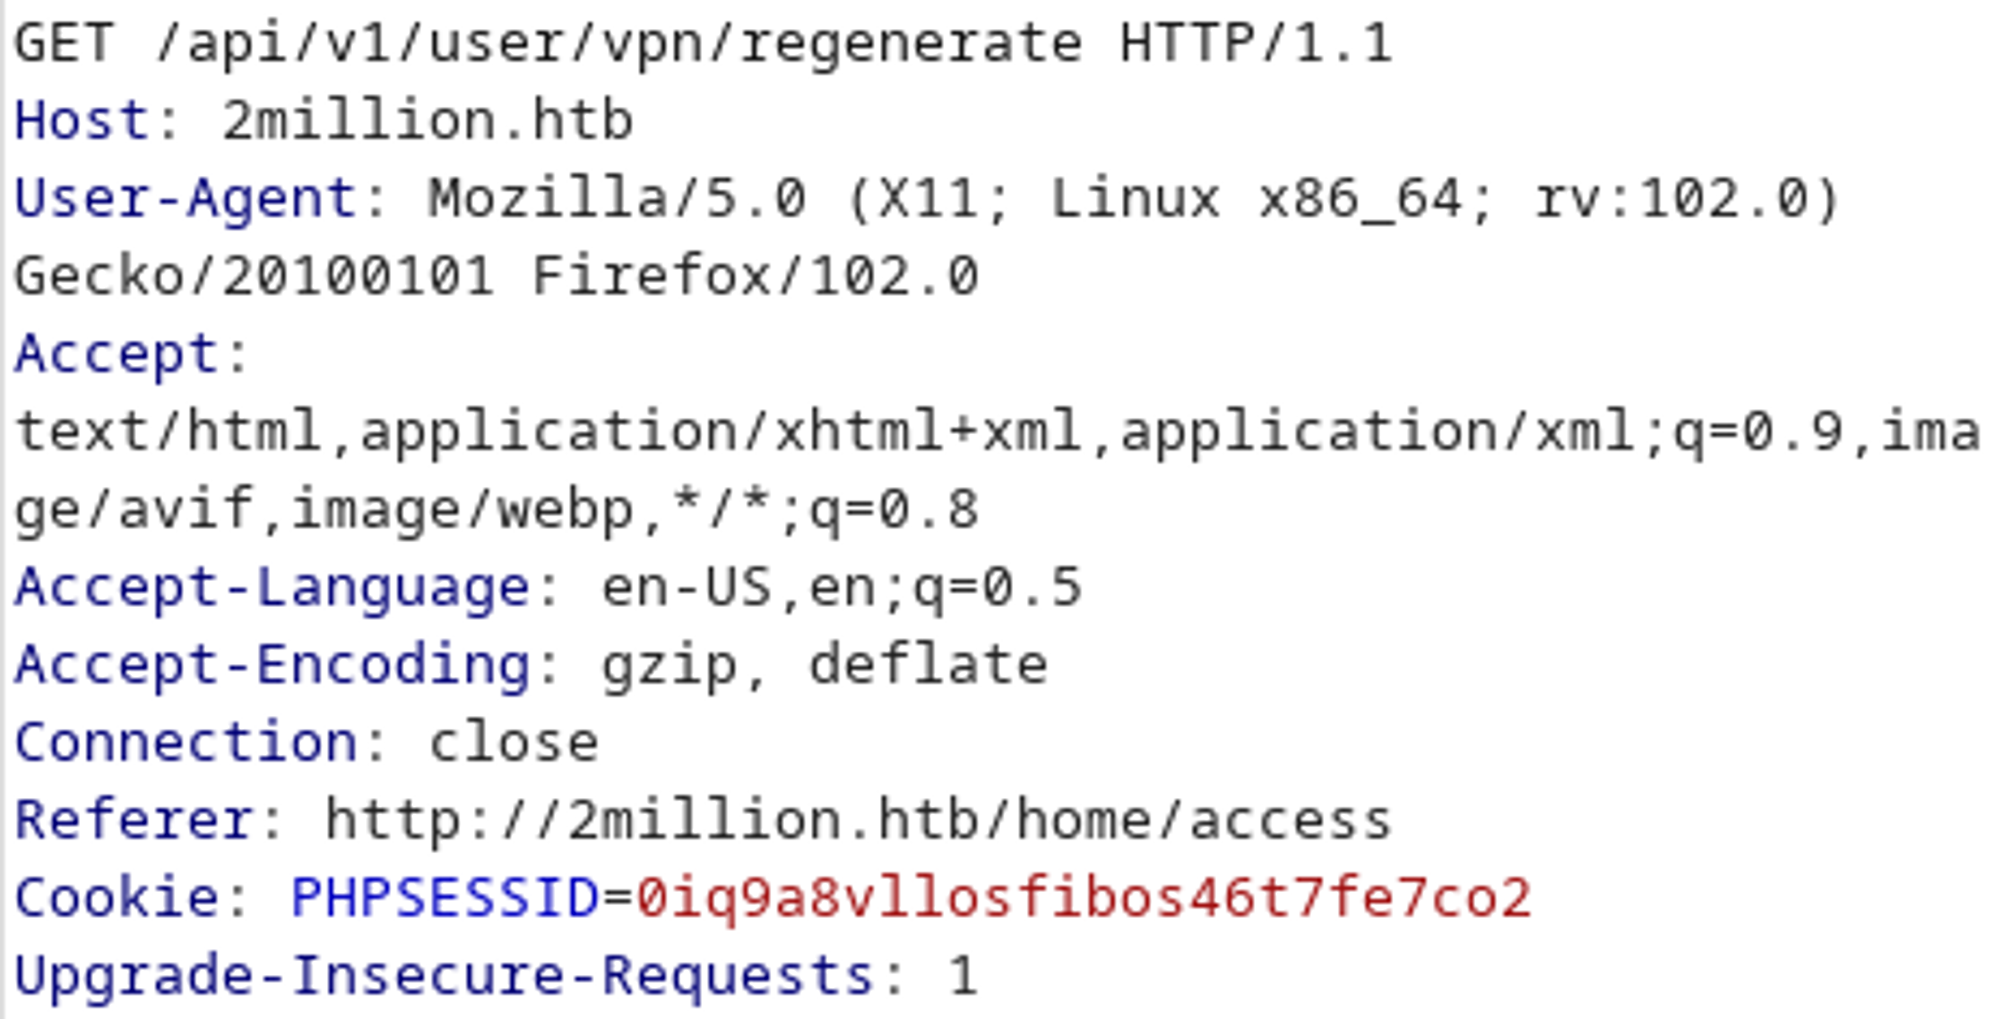 GET /api/v1/user/vpn/regenerate HTTP/1.1
Host: 2million.htb
User-Agent: Mozilla/5.0 (X11; Linux x86_64; rv:102.0)
Gecko/20100101 Firefox/102.0
Accept:
text/html,application/xhtml+xml,application/xml;q=0.9,ima
ge/avif,image/webp,*/*;q=0.8
Accept-Language: en-US,en;q=0.5
Accept-Encoding: gzip, deflate
Connection: close
Referer: http://2million.htb/home/access
Cookie: PHPSESSID=0iq9a8vllosfibos46t7fe7co2
Upgrade-Insecure-Requests: 1